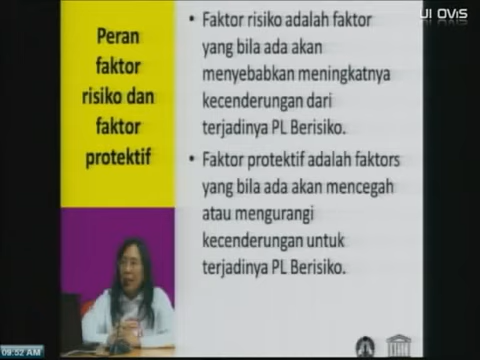 UI OVIS
Peran
faktor
risiko dan
faktor
protektif
• Faktor risiko adalah faktor
yang bila ada akan
menyebabkan meningkatnya
kecenderungan dari
terjadinya PL Berisiko.
• Faktor protektif adalah faktors
yang bila ada akan mencegah
atau mengurangi
kecenderungan untuk
terjadinya PL Berisiko.
09:52 AM